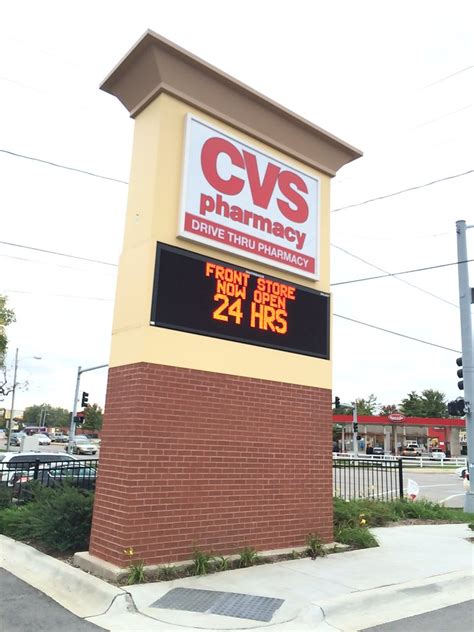 CVS
pharmacy
DRIVE THRU PHARMACY
FRONT STORE
NOW OPEN
24 HRS